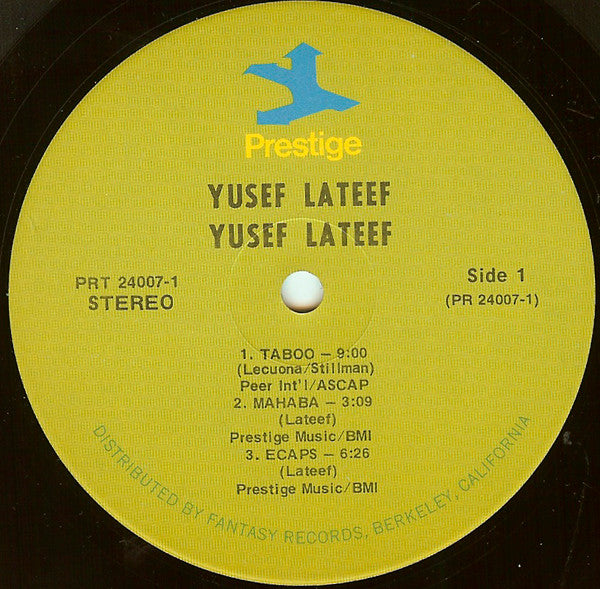 Prestige
YUSEF LATEEF
YUSEF LATEEF
PRT 24007-1
STEREO
Side 1
(PR 24007-1)
1. TABOO – 9:00
(Lecuona/Stillman)
Peer Int'l/ASCAP
2. MAHABA – 3:09
(Lateef)
Prestige Music/BMI
3. ECAPS – 6:26
(Lateef)
Prestige Music/BMI
DISTRIBUTED BY FANTASY RECORDS, BERKELEY, CALIFORNIA